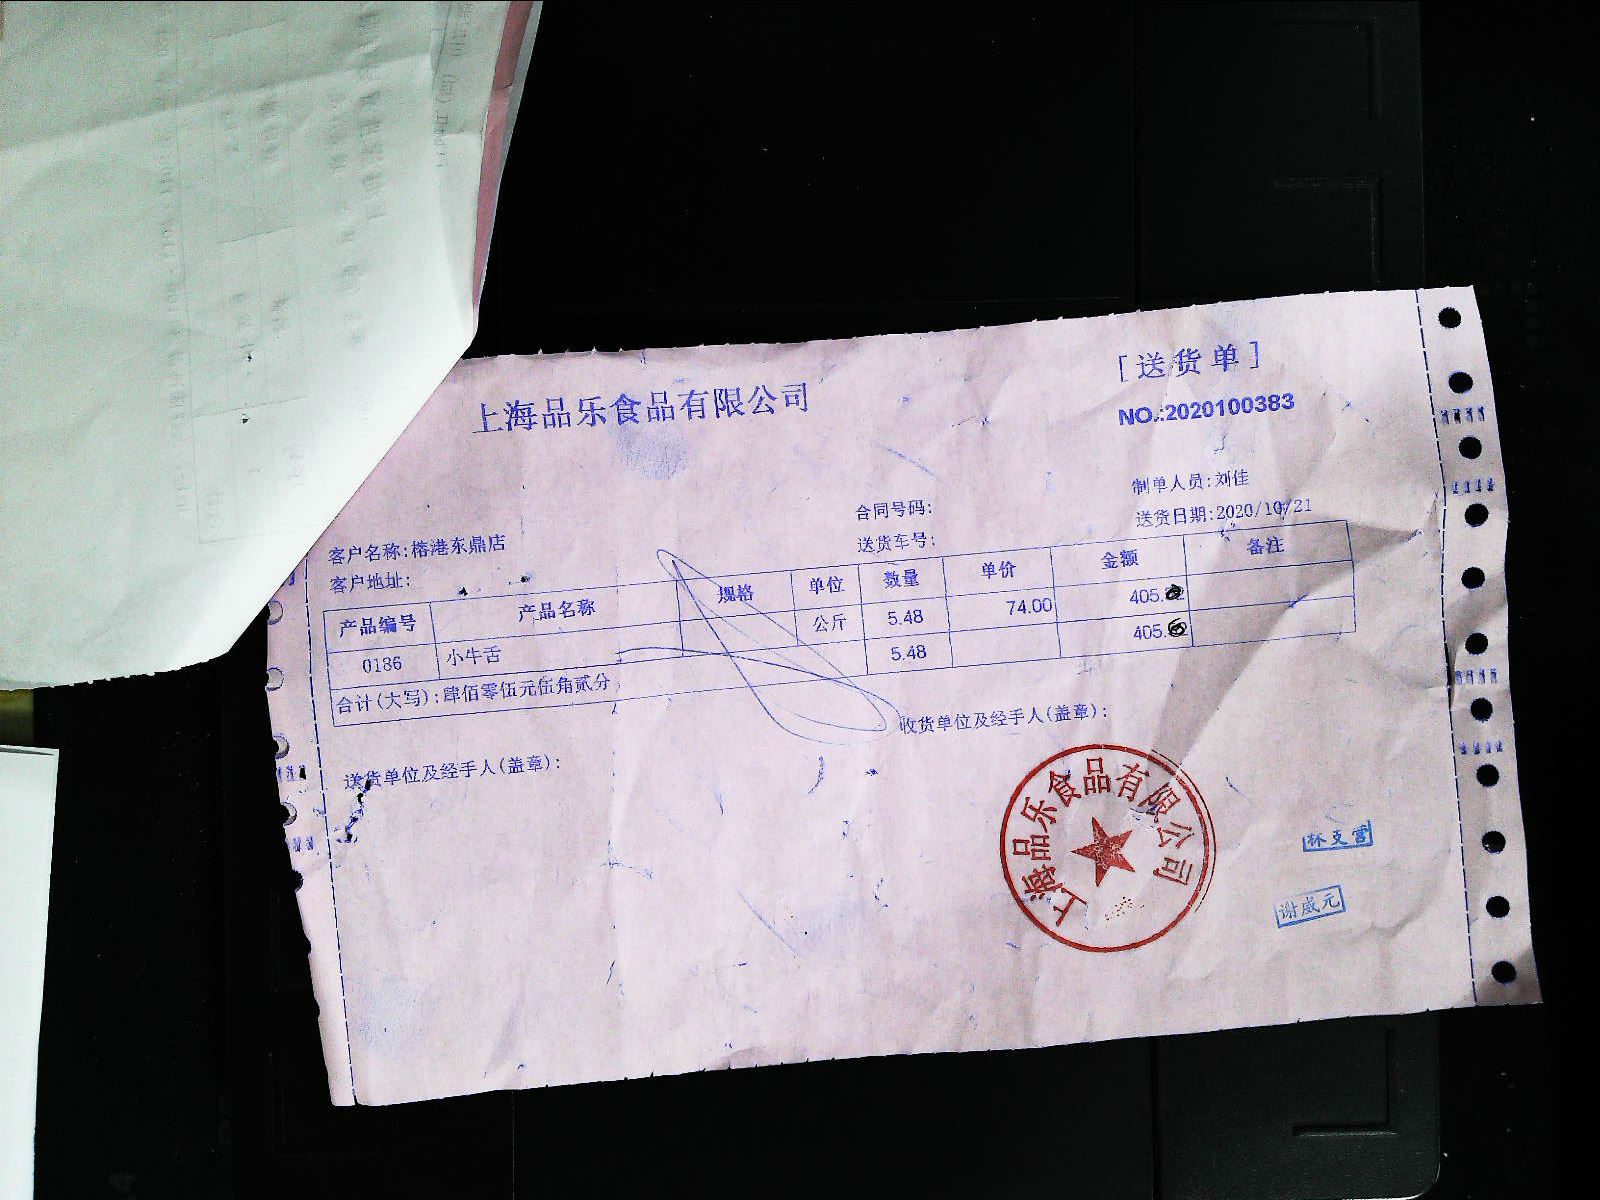 上海品乐食品有限公司
[送货单]
NO.:2020100383
制单人员:刘佳
合同号码:
送货日期:2020/10/21
客户名称:榕港东鼎店
送货车号:
客户地址:
产品编号 产品名称 规格 单位 数量 单价 金额 备注
0186 小牛舌 公斤 5.48 74.00 405.
5.48 405.
合计(大写):肆佰零伍元伍角贰分
送货单位及经手人(盖章):
收货单位及经手人(盖章):
上海品乐食品有限公司
谢威元